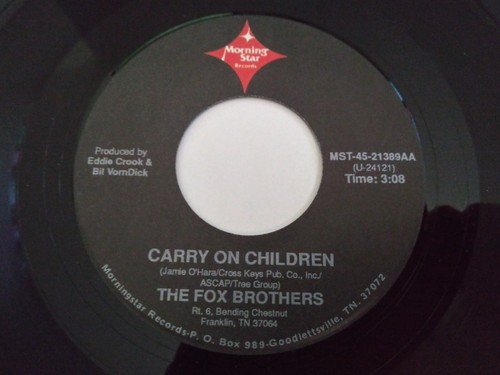 Morning
Star
Records
Produced by
Eddie Crook &
Bil VornDick
MST-45-21389AA
(U-24121)
Time: 3:08
CARRY ON CHILDREN
(Jamie O'Hara/Cross Keys Pub. Co., Inc./
ASCAP/Tree Group)
THE FOX BROTHERS
Rt. 6, Bending Chestnut
Franklin, TN 37064
Morningstar Records-P. O. Box 989-Goodlettsville, TN. 37072